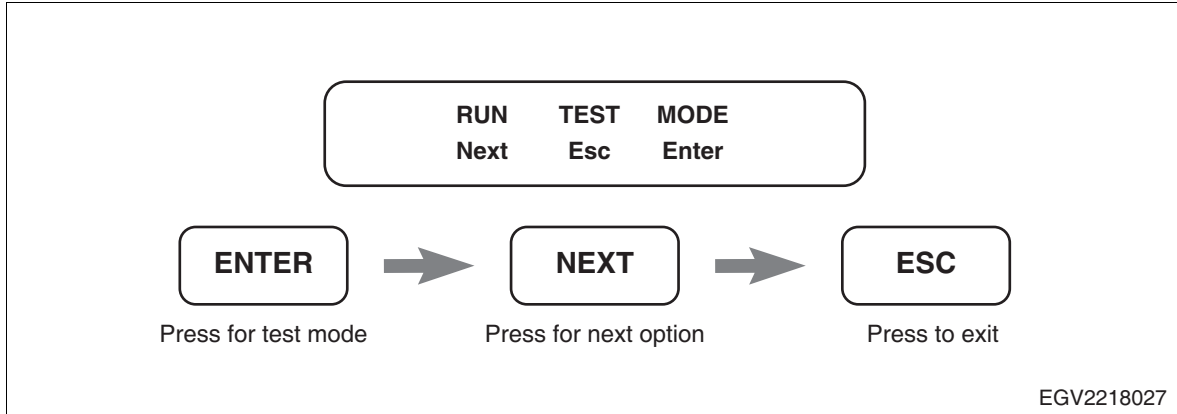 RUN TEST MODE
Next Esc Enter
ENTER NEXT ESC
Press for test mode Press for next option Press to exit
EGV2218027